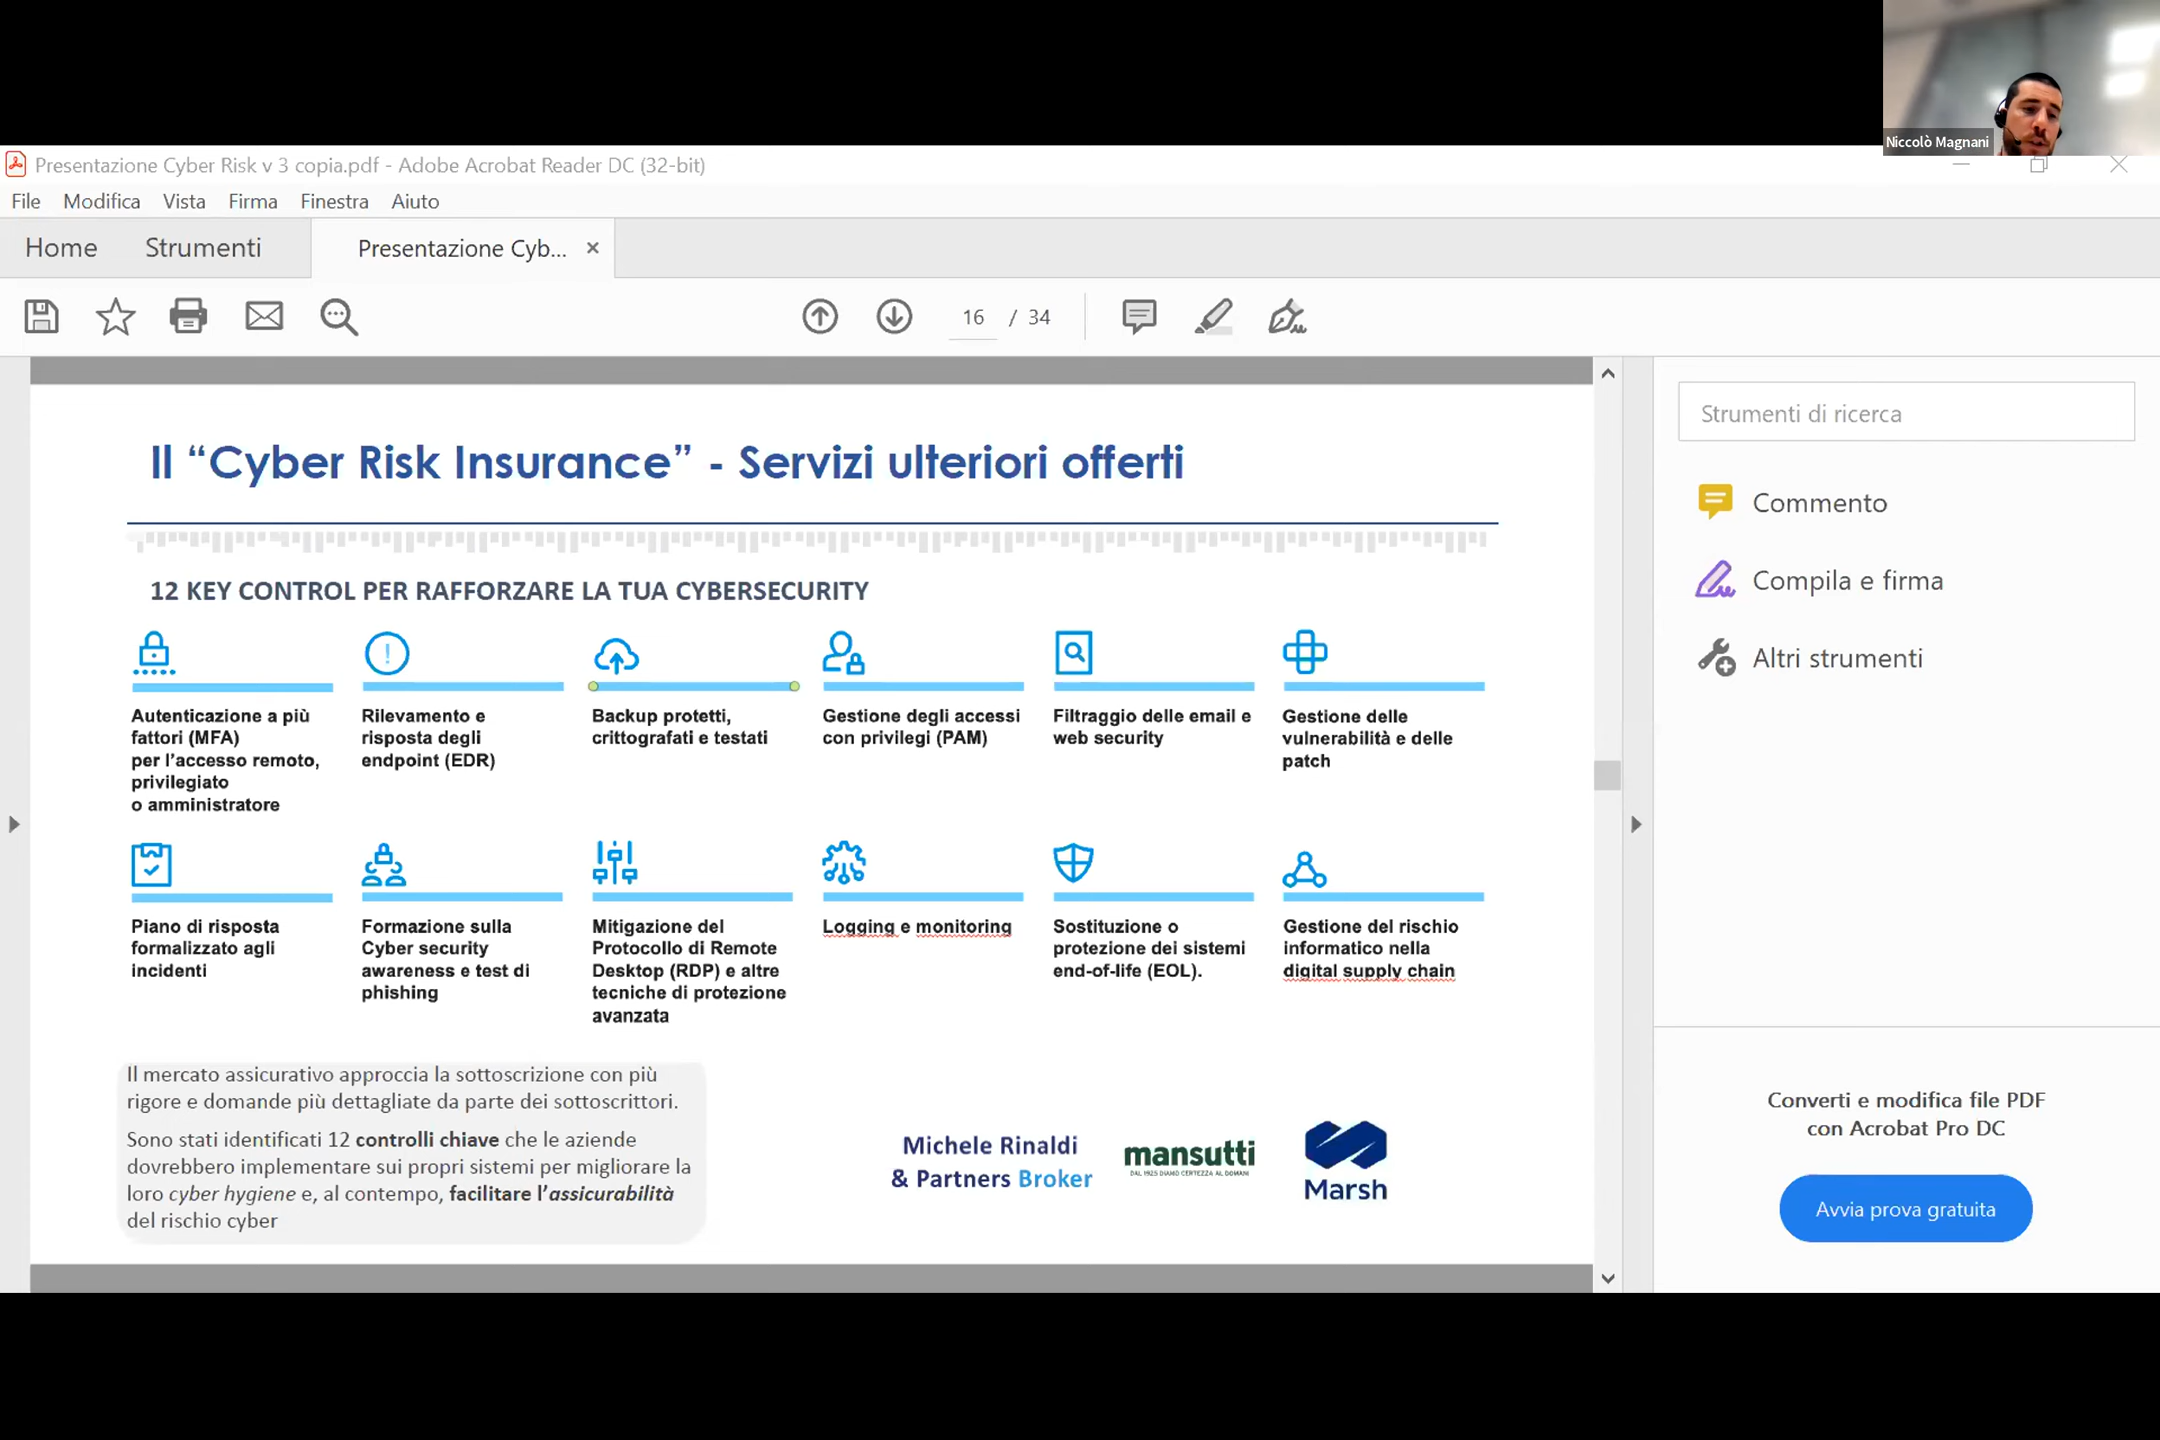 Niccolò Magnani
Presentazione Cyber Risk v 3 copia.pdf - Adobe Acrobat Reader DC (32-bit)
File Modifica Vista Firma Finestra Aiuto
Home Strumenti Presentazione Cyb...
16 / 34
Strumenti di ricerca
Commento
Compila e firma
Altri strumenti
Il “Cyber Risk Insurance” - Servizi ulteriori offerti
12 KEY CONTROL PER RAFFORZARE LA TUA CYBERSECURITY
Autenticazione a più
fattori (MFA)
per l’accesso remoto,
privilegiato
o amministratore
Rilevamento e
risposta degli
endpoint (EDR)
Backup protetti,
crittografati e testati
Gestione degli accessi
con privilegi (PAM)
Filtraggio delle email e
web security
Gestione delle
vulnerabilità e delle
patch
Piano di risposta
formalizzato agli
incidenti
Formazione sulla
Cyber security
awareness e test di
phishing
Mitigazione del
Protocollo di Remote
Desktop (RDP) e altre
tecniche di protezione
avanzata
Logging e monitoring
Sostituzione o
protezione dei sistemi
end-of-life (EOL).
Gestione del rischio
informatico nella
digital supply chain
Il mercato assicurativo approccia la sottoscrizione con più
rigore e domande più dettagliate da parte dei sottoscrittori.
Sono stati identificati 12 controlli chiave che le aziende
dovrebbero implementare sui propri sistemi per migliorare la
loro cyber hygiene e, al contempo, facilitare l’assicurabilità
del rischio cyber
Michele Rinaldi
& Partners Broker
mansutti
DAL 1925 DIAMO CERTEZZA AL DOMANI
Marsh
Converti e modifica file PDF
con Acrobat Pro DC
Avvia prova gratuita